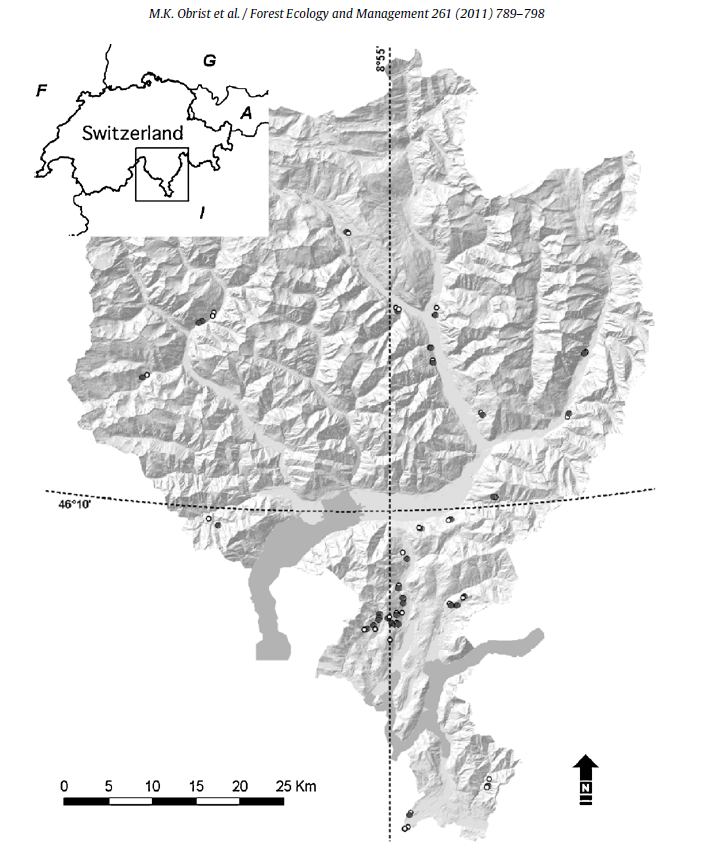 M.K. Obrist et al. / Forest Ecology and Management 261 (2011) 789–798
8°55'
G
F
A
Switzerland
I
46°10'
0 5 10 15 20 25 Km
N